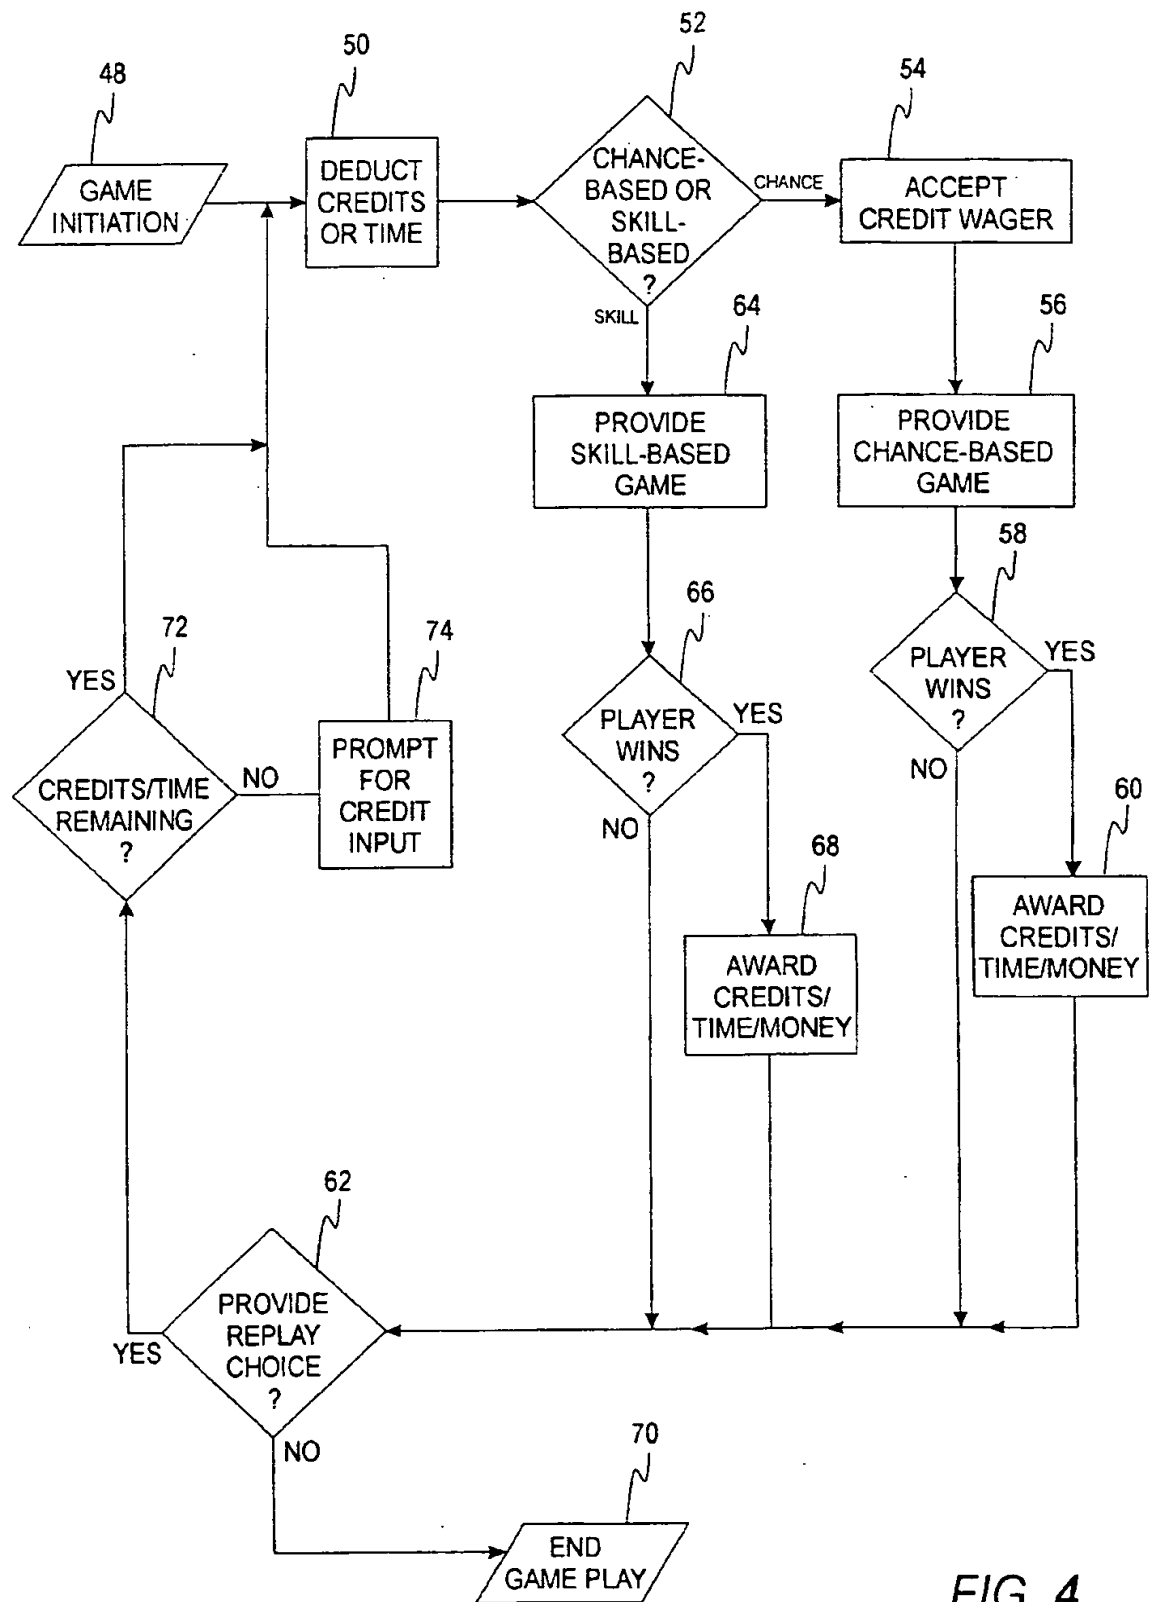 48
50
52
54
GAME
INITIATION
DEDUCT
CREDITS
OR TIME
CHANCE-
BASED OR
SKILL-
BASED
?
CHANCE
ACCEPT
CREDIT WAGER
SKILL
64
56
PROVIDE
SKILL-BASED
GAME
PROVIDE
CHANCE-BASED
GAME
58
66
PLAYER
WINS
?
YES
NO
72
74
YES
CREDITS/TIME
REMAINING
?
NO
PROMPT
FOR
CREDIT
INPUT
PLAYER
WINS
?
YES
NO
60
AWARD
CREDITS/
TIME/MONEY
68
AWARD
CREDITS/
TIME/MONEY
62
PROVIDE
REPLAY
CHOICE
?
YES
NO
70
END
GAME PLAY
FIG. 4